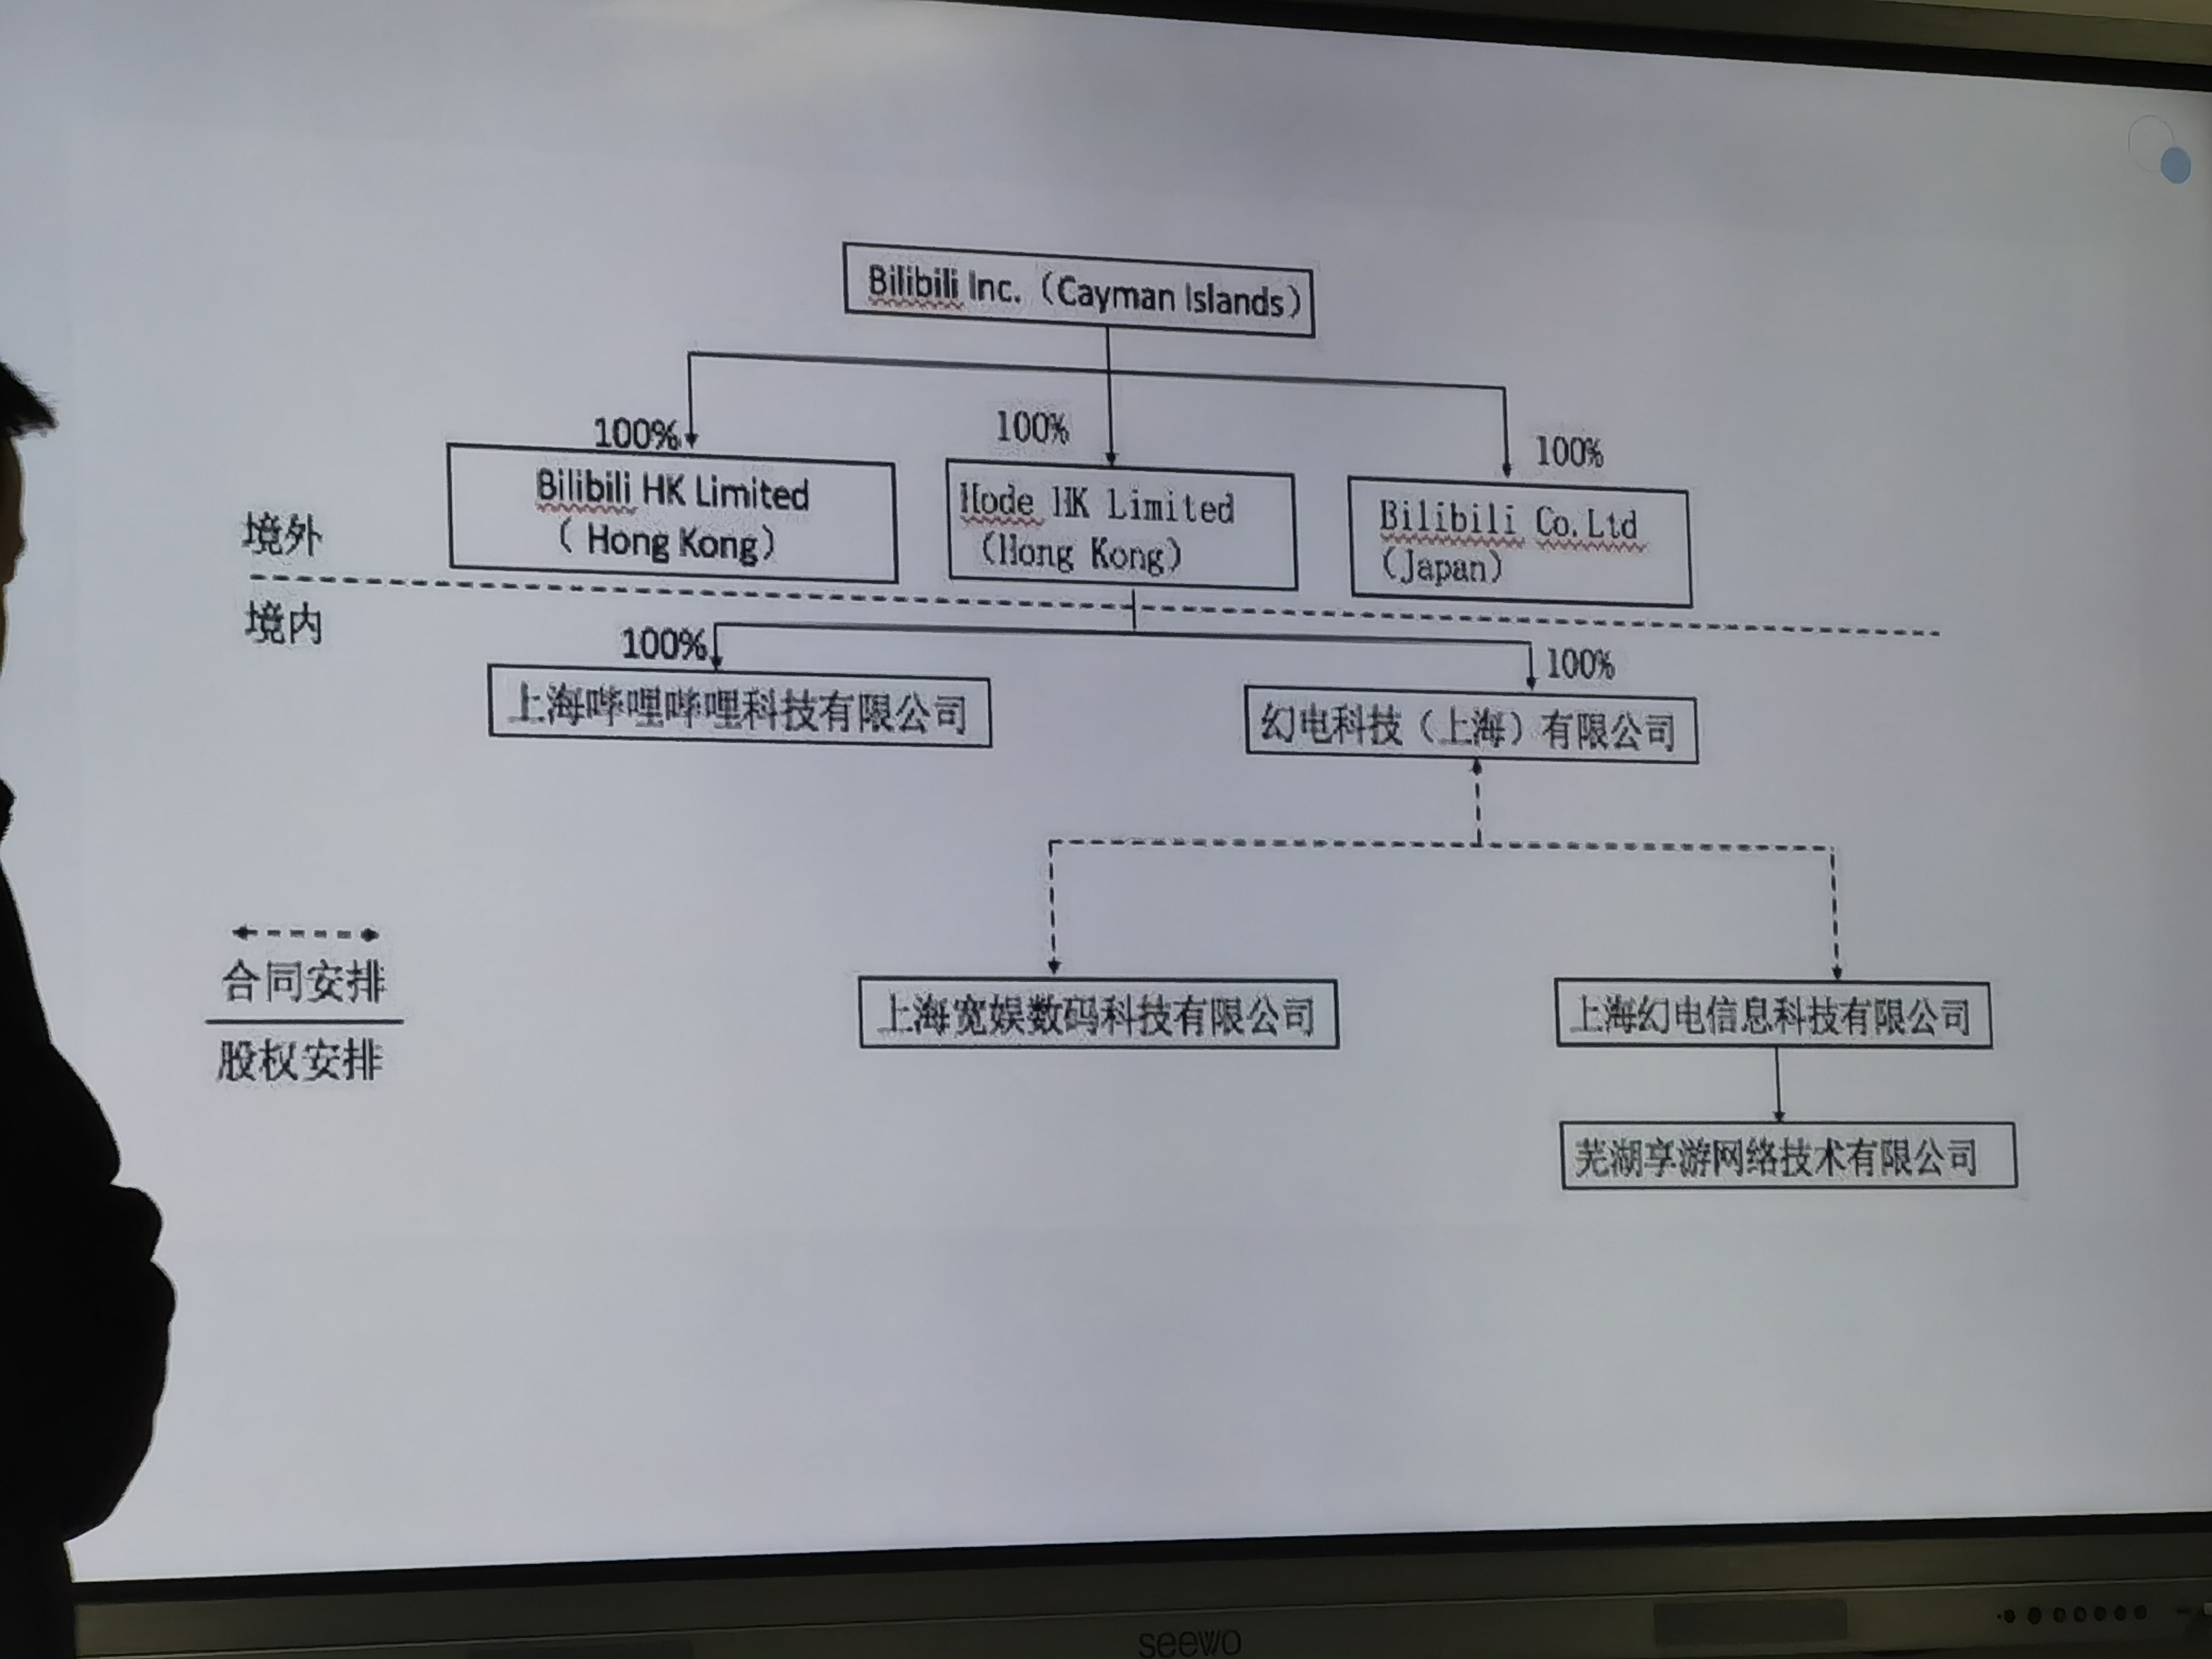 Bilibili Inc.（Cayman Islands）
100%
100%
100%
Bilibili HK Limited
（Hong Kong）
Hode HK Limited
（Hong Kong）
Bilibili Co.Ltd
（Japan）
境外
境内
100%
100%
上海哔哩哔哩科技有限公司
幻电科技（上海）有限公司
合同安排
股权安排
上海宽娱数码科技有限公司
上海幻电信息科技有限公司
芜湖享游网络技术有限公司
seewo